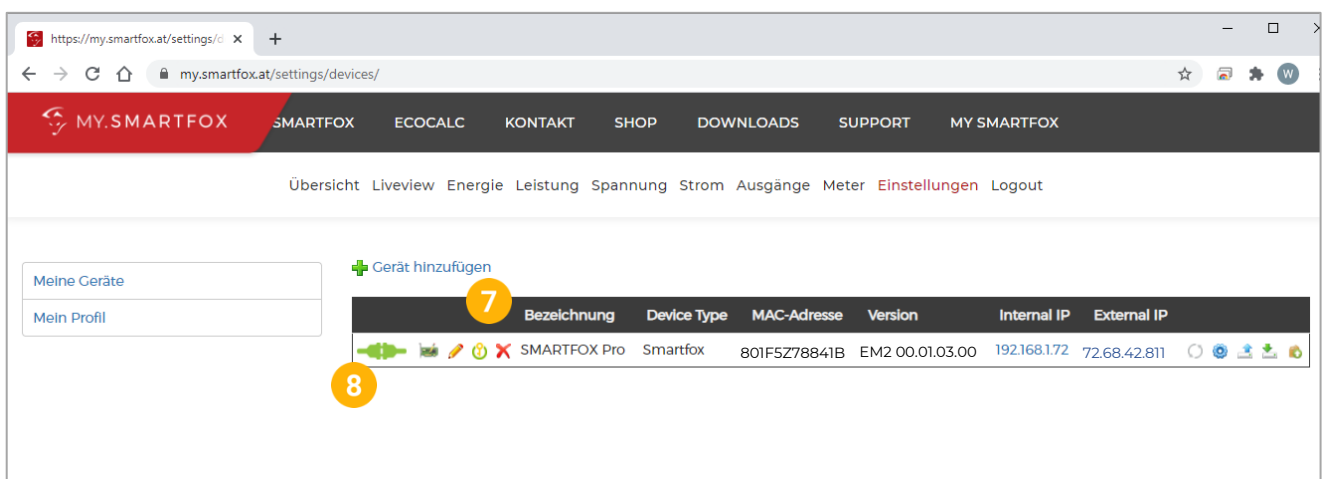 https://my.smartfox.at/settings/d
my.smartfox.at/settings/devices/
W
MY.SMARTFOX SMARTFOX ECOCALC KONTAKT SHOP DOWNLOADS SUPPORT MY SMARTFOX
Übersicht Liveview Energie Leistung Spannung Strom Ausgänge Meter Einstellungen Logout
Gerät hinzufügen
Meine Geräte
Mein Profil
7
Bezeichnung Device Type MAC-Adresse Version Internal IP External IP
SMARTFOX Pro Smartfox 801F5Z78841B EM2 00.01.03.00 192.168.1.72 72.68.42.811
8